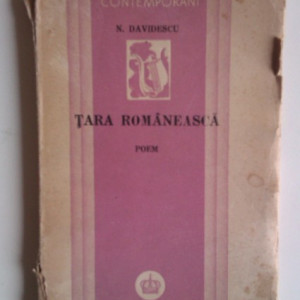 CONTEMPORANI
N. DAVIDESCU
ȚARA ROMÂNEASCĂ
POEM